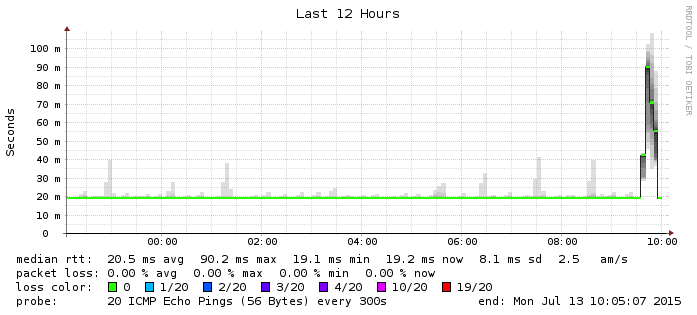 Last 12 Hours
RRDTOOL / TOBI OETIKER
Seconds
100 m
90 m
80 m
70 m
60 m
50 m
40 m
30 m
20 m
10 m
0
00:00 02:00 04:00 06:00 08:00 10:00
median rtt: 20.5 ms avg 90.2 ms max 19.1 ms min 19.2 ms now 8.1 ms sd 2.5 am/s
packet loss: 0.00 % avg 0.00 % max 0.00 % min 0.00 % now
loss color: 0 1/20 2/20 3/20 4/20 10/20 19/20
probe: 20 ICMP Echo Pings (56 Bytes) every 300s end: Mon Jul 13 10:05:07 2015